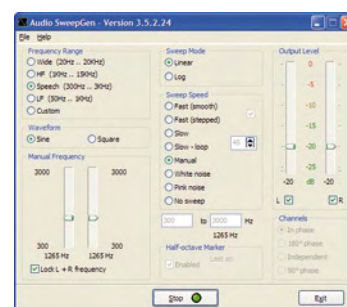 Audio SweepGen - Version 3.5.2.24
File Help
Frequency Range
Wide (20Hz .. 20KHz)
HF (1KHz .. 15KHz)
Speech (300Hz .. 3KHz)
LF (50Hz .. 1KHz)
Custom
Waveform
Sine Square
Manual Frequency
3000 3000
300 300
1265 Hz 1265 Hz
Lock L + R frequency
Sweep Mode
Linear
Log
Sweep Speed
Fast (smooth)
Fast (stepped)
Slow
Slow - loop 45
Manual
White noise
Pink noise
No sweep
300 to 3000 Hz
1265 Hz
Half-octave Marker
Enabled Last at:
Output Level
0
-5
-10
-15
-20
-25
-20 dB -20
L R
Channels
In phase
180° phase
Independent
90° phase
Stop
Exit